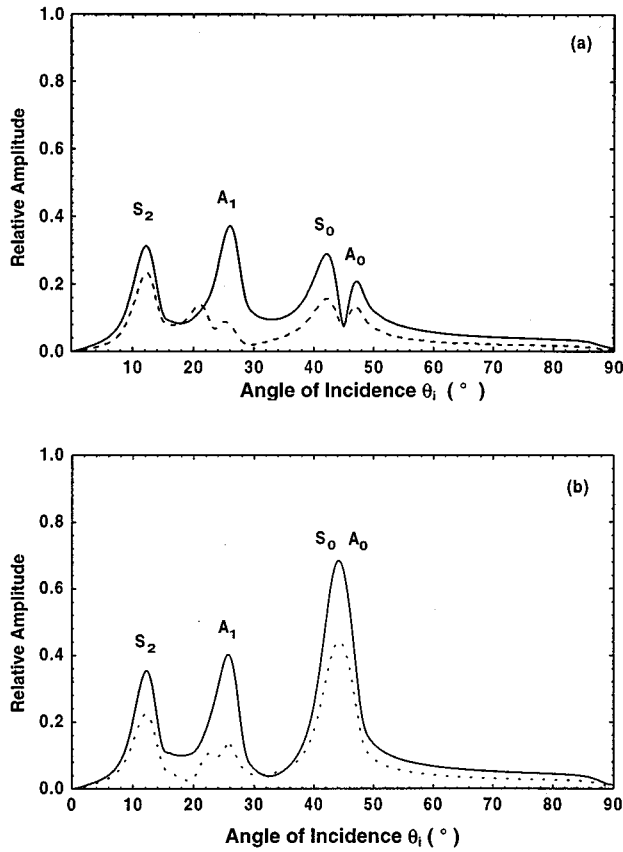 (a)
1.0
0.8
0.6
0.4
0.2
0.0
Relative Amplitude
S2
A1
S0
A0
10 20 30 40 50 60 70 80 90
Angle of Incidence θi ( ° )
(b)
1.0
0.8
0.6
0.4
0.2
0.0
Relative Amplitude
S2
A1
S0 A0
0 10 20 30 40 50 60 70 80 90
Angle of Incidence θi ( ° )